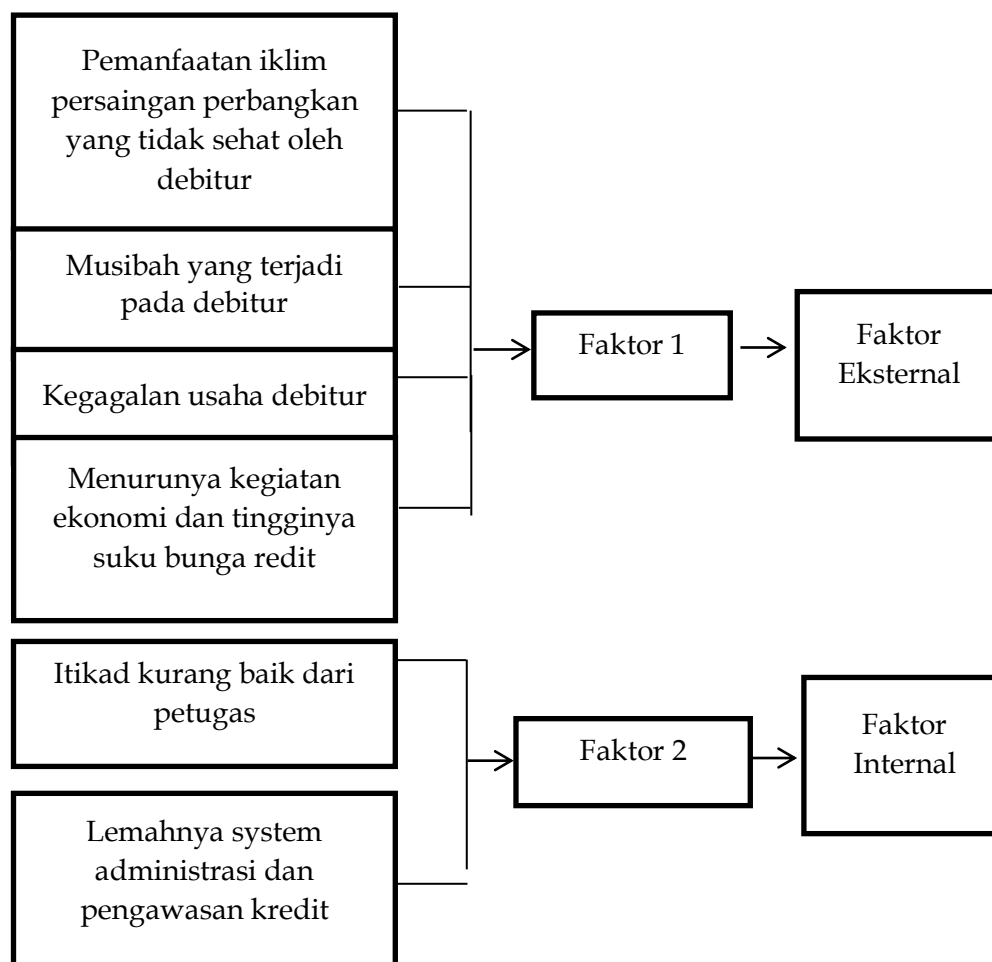 Pemanfaatan iklim
persaingan perbangkan
yang tidak sehat oleh
debitur
Musibah yang terjadi
pada debitur
Kegagalan usaha debitur
Menurunya kegiatan
ekonomi dan tingginya
suku bunga redit
Faktor 1
Faktor
Eksternal
Itikad kurang baik dari
petugas
Lemahnya system
administrasi dan
pengawasan kredit
Faktor 2
Faktor
Internal